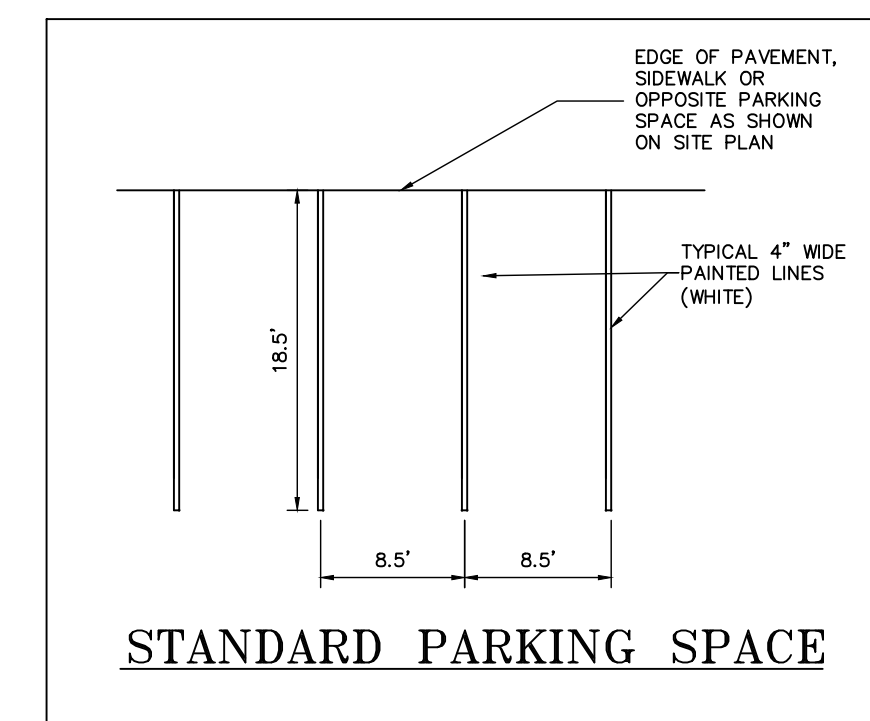 EDGE OF PAVEMENT,
SIDEWALK OR
OPPOSITE PARKING
SPACE AS SHOWN
ON SITE PLAN
TYPICAL 4" WIDE
PAINTED LINES
(WHITE)
18.5'
8.5'
8.5'
STANDARD PARKING SPACE